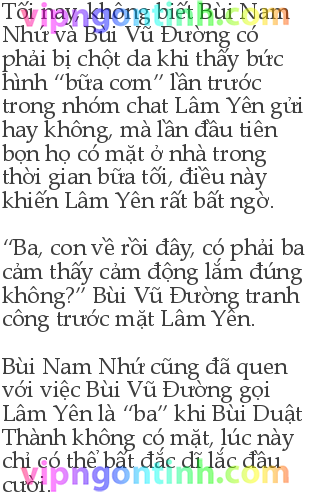 Tối nay, không biết Bùi Nam
Như và Bùi Vũ Đường có
phải bị chột dạ khi thấy bức
hình “bữa cơm” lần trước
trong nhóm chat Lâm Yên gửi
hay không, mà lần đầu tiên
bọn họ có mặt ở nhà trong
thời gian bữa tối, điều này
khiến Lâm Yên rất bất ngờ.
“Ba, con về rồi đây, có phải ba
cảm thấy cảm động lắm đúng
không?” Bùi Vũ Đường tranh
công trước mặt Lâm Yên.
Bùi Nam Nhứ cũng đã quen
với việc Bùi Vũ Đường gọi
Lâm Yên là “ba” khi Bùi Duật
Thành không có mặt, lúc này
chỉ có thể bất đắc dĩ lắc đầu
cười.
vipngontinh.com
vipngontinh.com